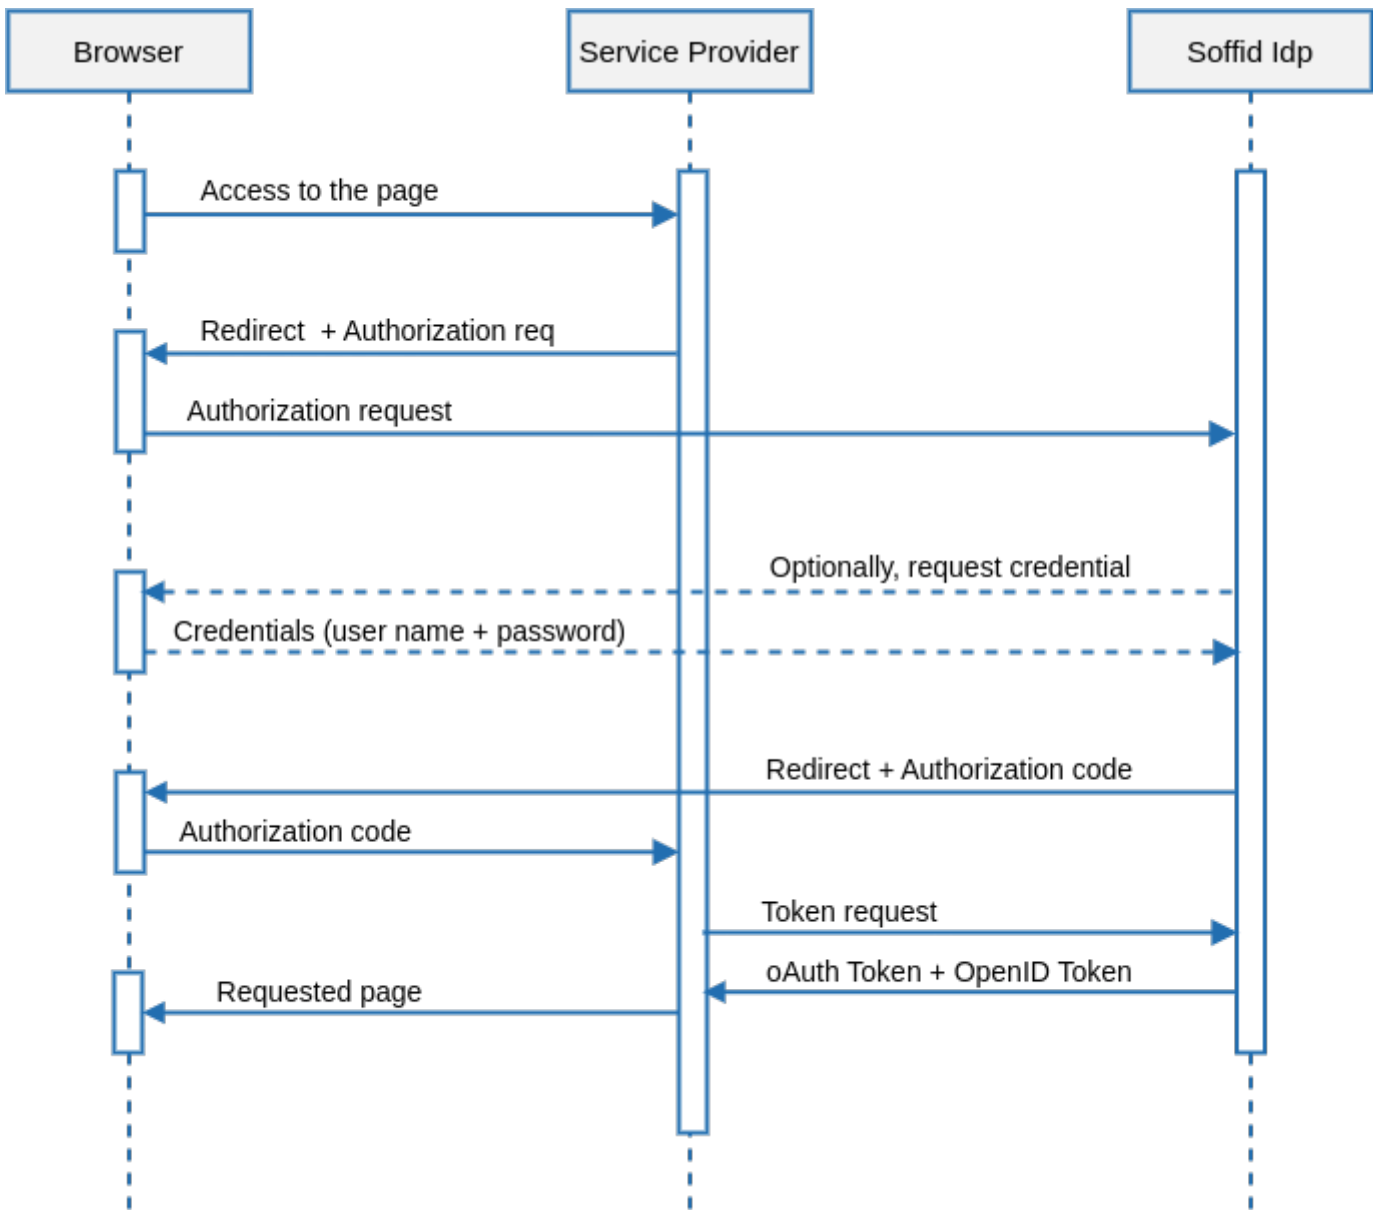 Browser
Service Provider
Soffid Idp
Access to the page
Redirect  + Authorization req
Authorization request
Optionally, request credential
Credentials (user name + password)
Redirect + Authorization code
Authorization code
Token request
oAuth Token + OpenID Token
Requested page